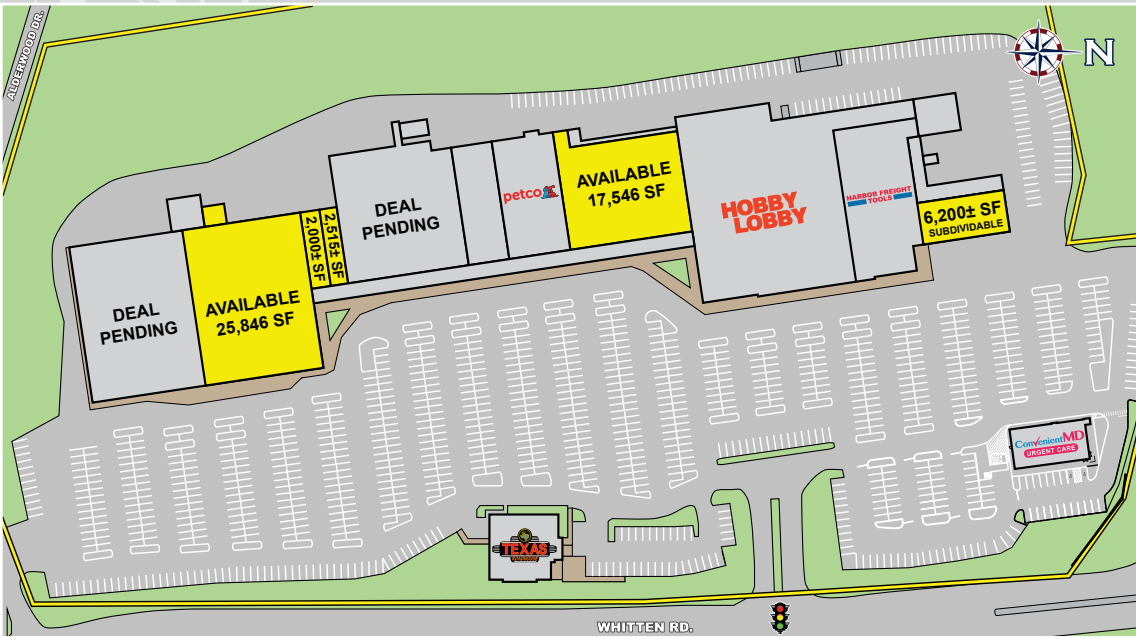 ALDERWOOD DR.
N
DEAL
PENDING
AVAILABLE
25,846 SF
2,000± SF
2,515± SF
DEAL
PENDING
petco
AVAILABLE
17,546 SF
HOBBY
LOBBY
HARBOR FREIGHT
TOOLS
6,200± SF
SUBDIVIDABLE
ConvenientMD
URGENT CARE
TEXAS
ROADHOUSE
WHITTEN RD.